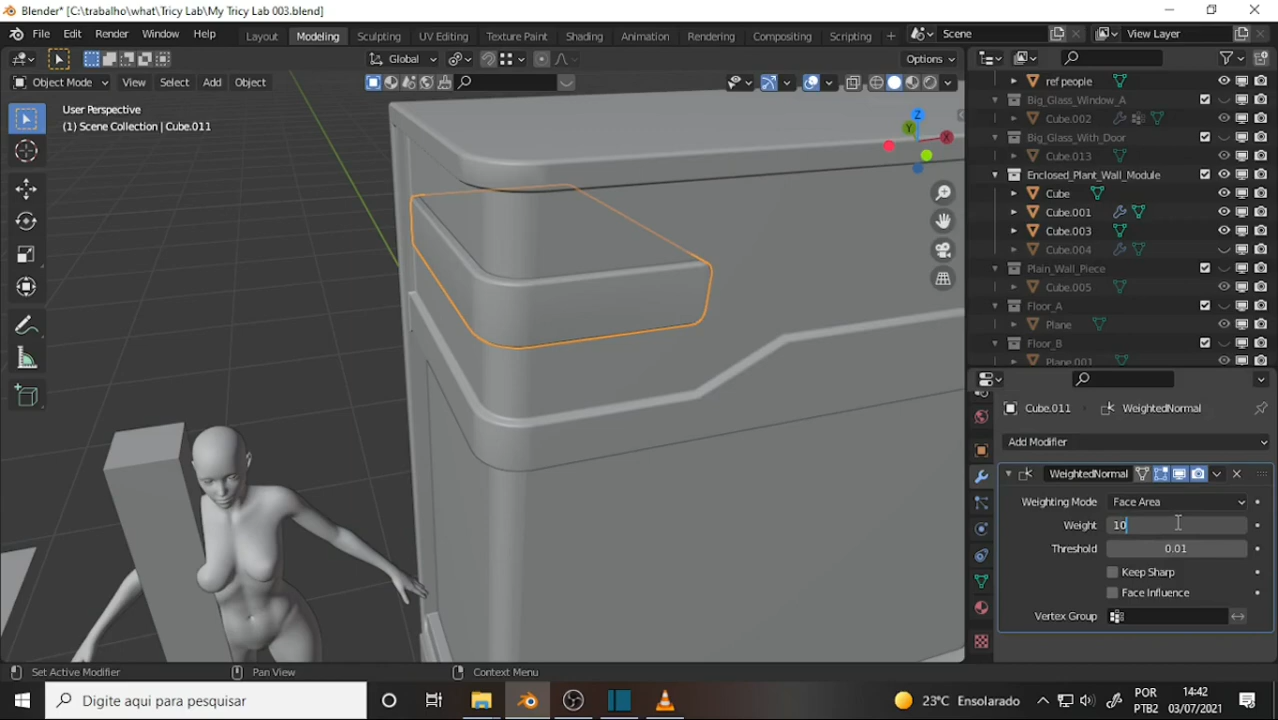 Blender* [C:\trabalho\what\Tricy Lab\My Tricy Lab 003.blend]
File Edit Render Window Help Layout Modeling Sculpting UV Editing Texture Paint Shading Animation Rendering Compositing Scripting + Scene View Layer
Global Options
Object Mode View Select Add Object
User Perspective
(1) Scene Collection | Cube.011
Z
Y
X
ref people
Big_Glass_Window_A
Cube.002
Big_Glass_With_Door
Cube.013
Enclosed_Plant_Wall_Module
Cube
Cube.001
Cube.003
Cube.004
Plain_Wall_Piece
Cube.005
Floor_A
Plane
Floor_B
Plane.001
Cube.011 WeightedNormal
Add Modifier
WeightedNormal
Weighting Mode Face Area
Weight 10
Threshold 0.01
Keep Sharp
Face Influence
Vertex Group
Set Active Modifier Pan View Context Menu
Digite aqui para pesquisar
23°C Ensolarado
POR
PTB2
14:42
03/07/2021